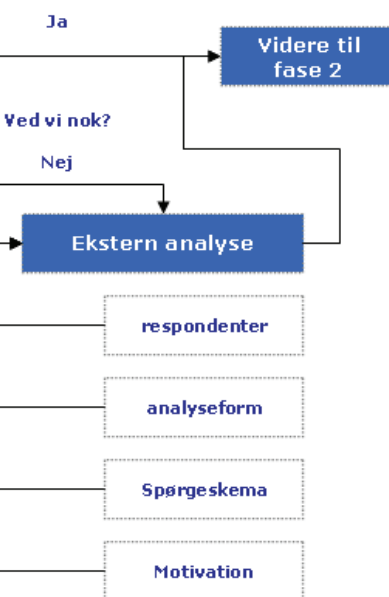 Ja
Videre til
fase 2
Ved vi nok?
Nej
Ekstern analyse
respondenter
analyseform
Spørgeskema
Motivation